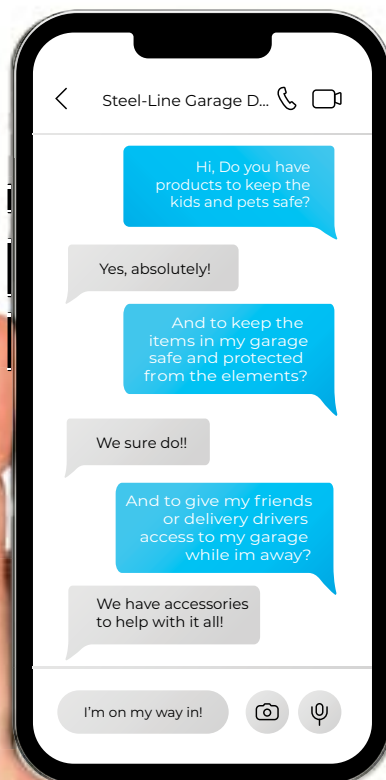 Steel-Line Garage D...
Hi, Do you have
products to keep the
kids and pets safe?
Yes, absolutely!
And to keep the
items in my garage
safe and protected
from the elements?
We sure do!!
And to give my friends
or delivery drivers
access to my garage
while im away?
We have accessories
to help with it all!
I'm on my way in!